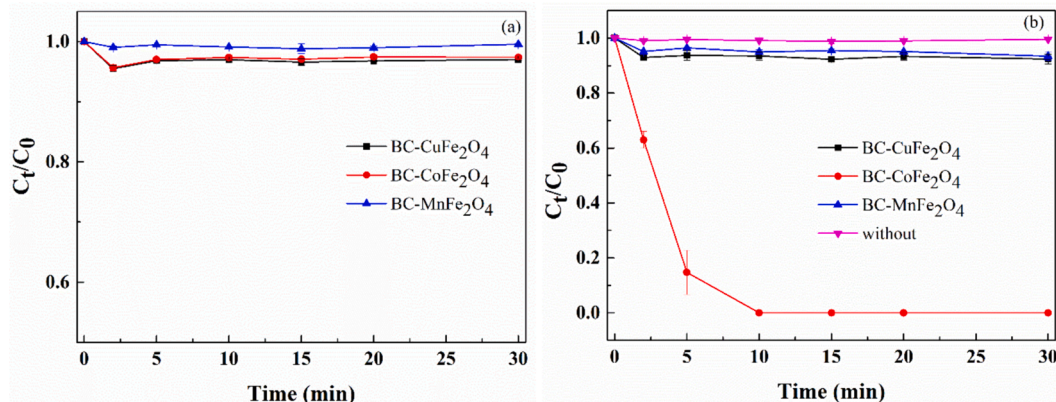 (a)
1.0
0.8
0.6
Ct/C0
BC-CuFe2O4
BC-CoFe2O4
BC-MnFe2O4
0 5 10 15 20 25 30
Time (min)
(b)
1.0
0.8
0.6
0.4
0.2
0.0
Ct/C0
BC-CuFe2O4
BC-CoFe2O4
BC-MnFe2O4
without
0 5 10 15 20 25 30
Time (min)